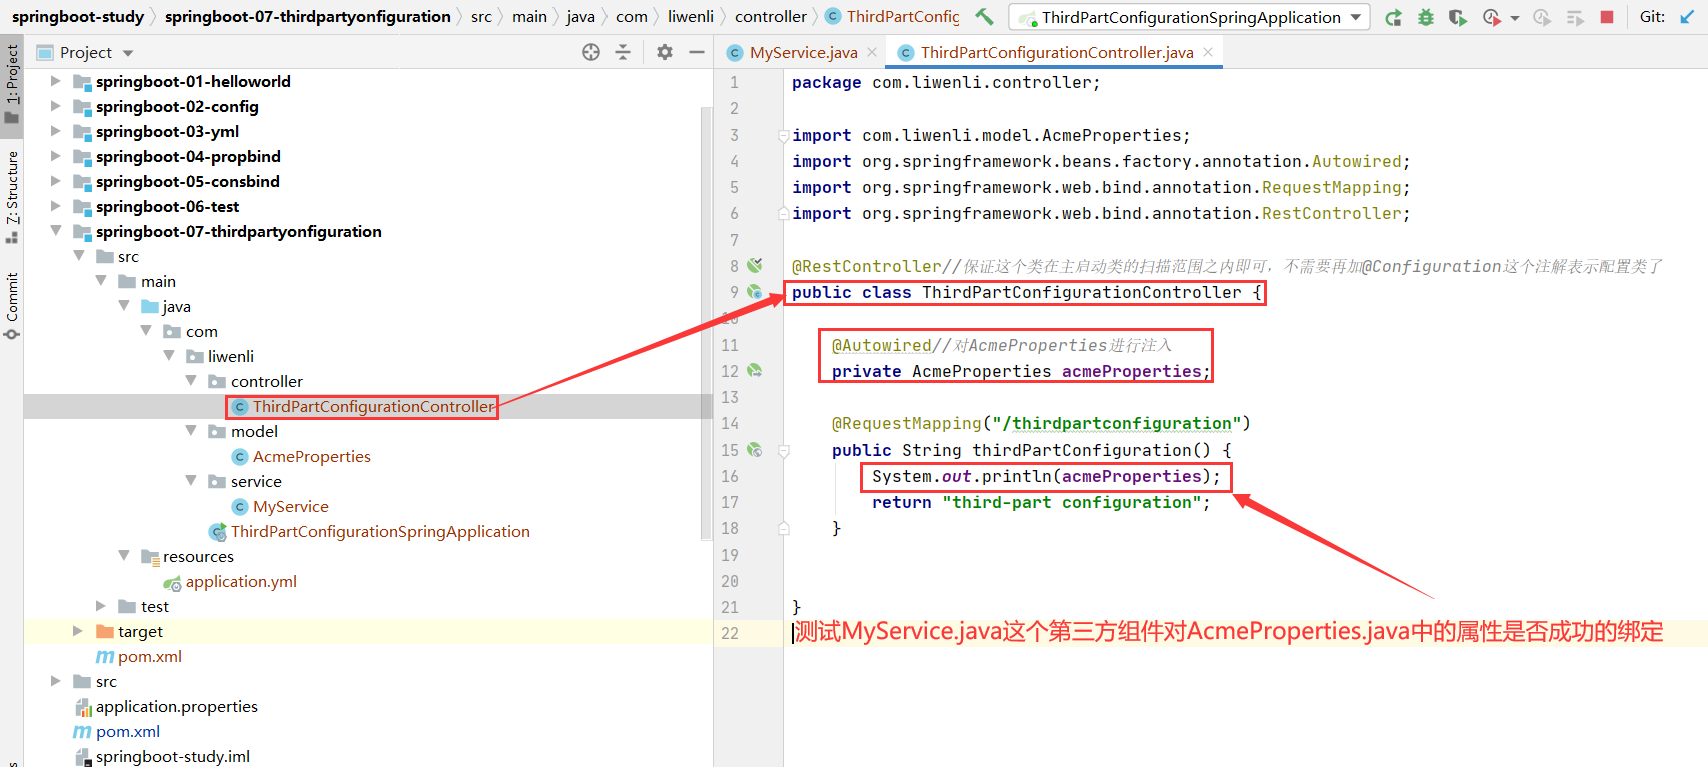 springboot-study springboot-07-thirdpartyonfiguration src main java com liwenli controller ThirdPartConfig ThirdPartConfigurationSpringApplication Git:
1: Project
Z: Structure
Commit
Project
springboot-01-helloworld
springboot-02-config
springboot-03-yml
springboot-04-propbind
springboot-05-consbind
springboot-06-test
springboot-07-thirdpartyonfiguration
src
main
java
com
liwenli
controller
ThirdPartConfigurationController
model
AcmeProperties
service
MyService
ThirdPartConfigurationSpringApplication
resources
application.yml
test
target
pom.xml
src
application.properties
pom.xml
springboot-study.iml
MyService.java ThirdPartConfigurationController.java
1 package com.liwenli.controller;
2
3 import com.liwenli.model.AcmeProperties;
4 import org.springframework.beans.factory.annotation.Autowired;
5 import org.springframework.web.bind.annotation.RequestMapping;
6 import org.springframework.web.bind.annotation.RestController;
7
8 @RestController//保证这个类在主启动类的扫描范围之内即可，不需要再加@Configuration这个注解表示配置类了
9 public class ThirdPartConfigurationController {
10
11 @Autowired//对AcmeProperties进行注入
12 private AcmeProperties acmeProperties;
13
14 @RequestMapping("/thirdpartconfiguration")
15 public String thirdPartConfiguration() {
16 System.out.println(acmeProperties);
17 return "third-part configuration";
18 }
19
20
21 }
22 测试MyService.java这个第三方组件对AcmeProperties.java中的属性是否成功的绑定